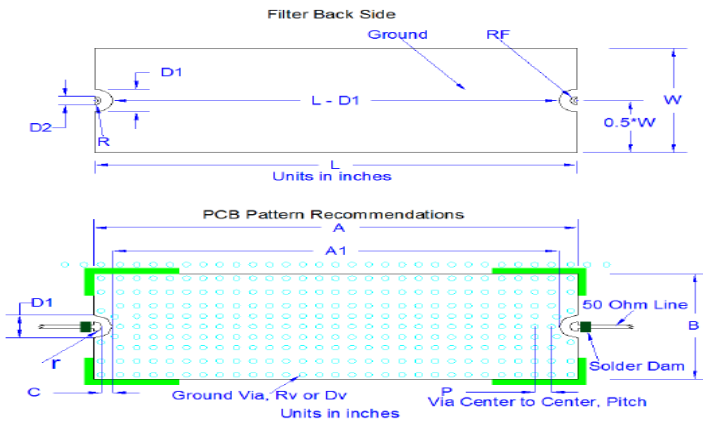 Filter Back Side
Ground
RF
D1
L - D1
W
D2
0.5*W
R
L
Units in inches
PCB Pattern Recommendations
A
A1
D1
50 Ohm Line
B
r
Solder Dam
C
Ground Via, Rv or Dv
P
Via Center to Center, Pitch
Units in inches